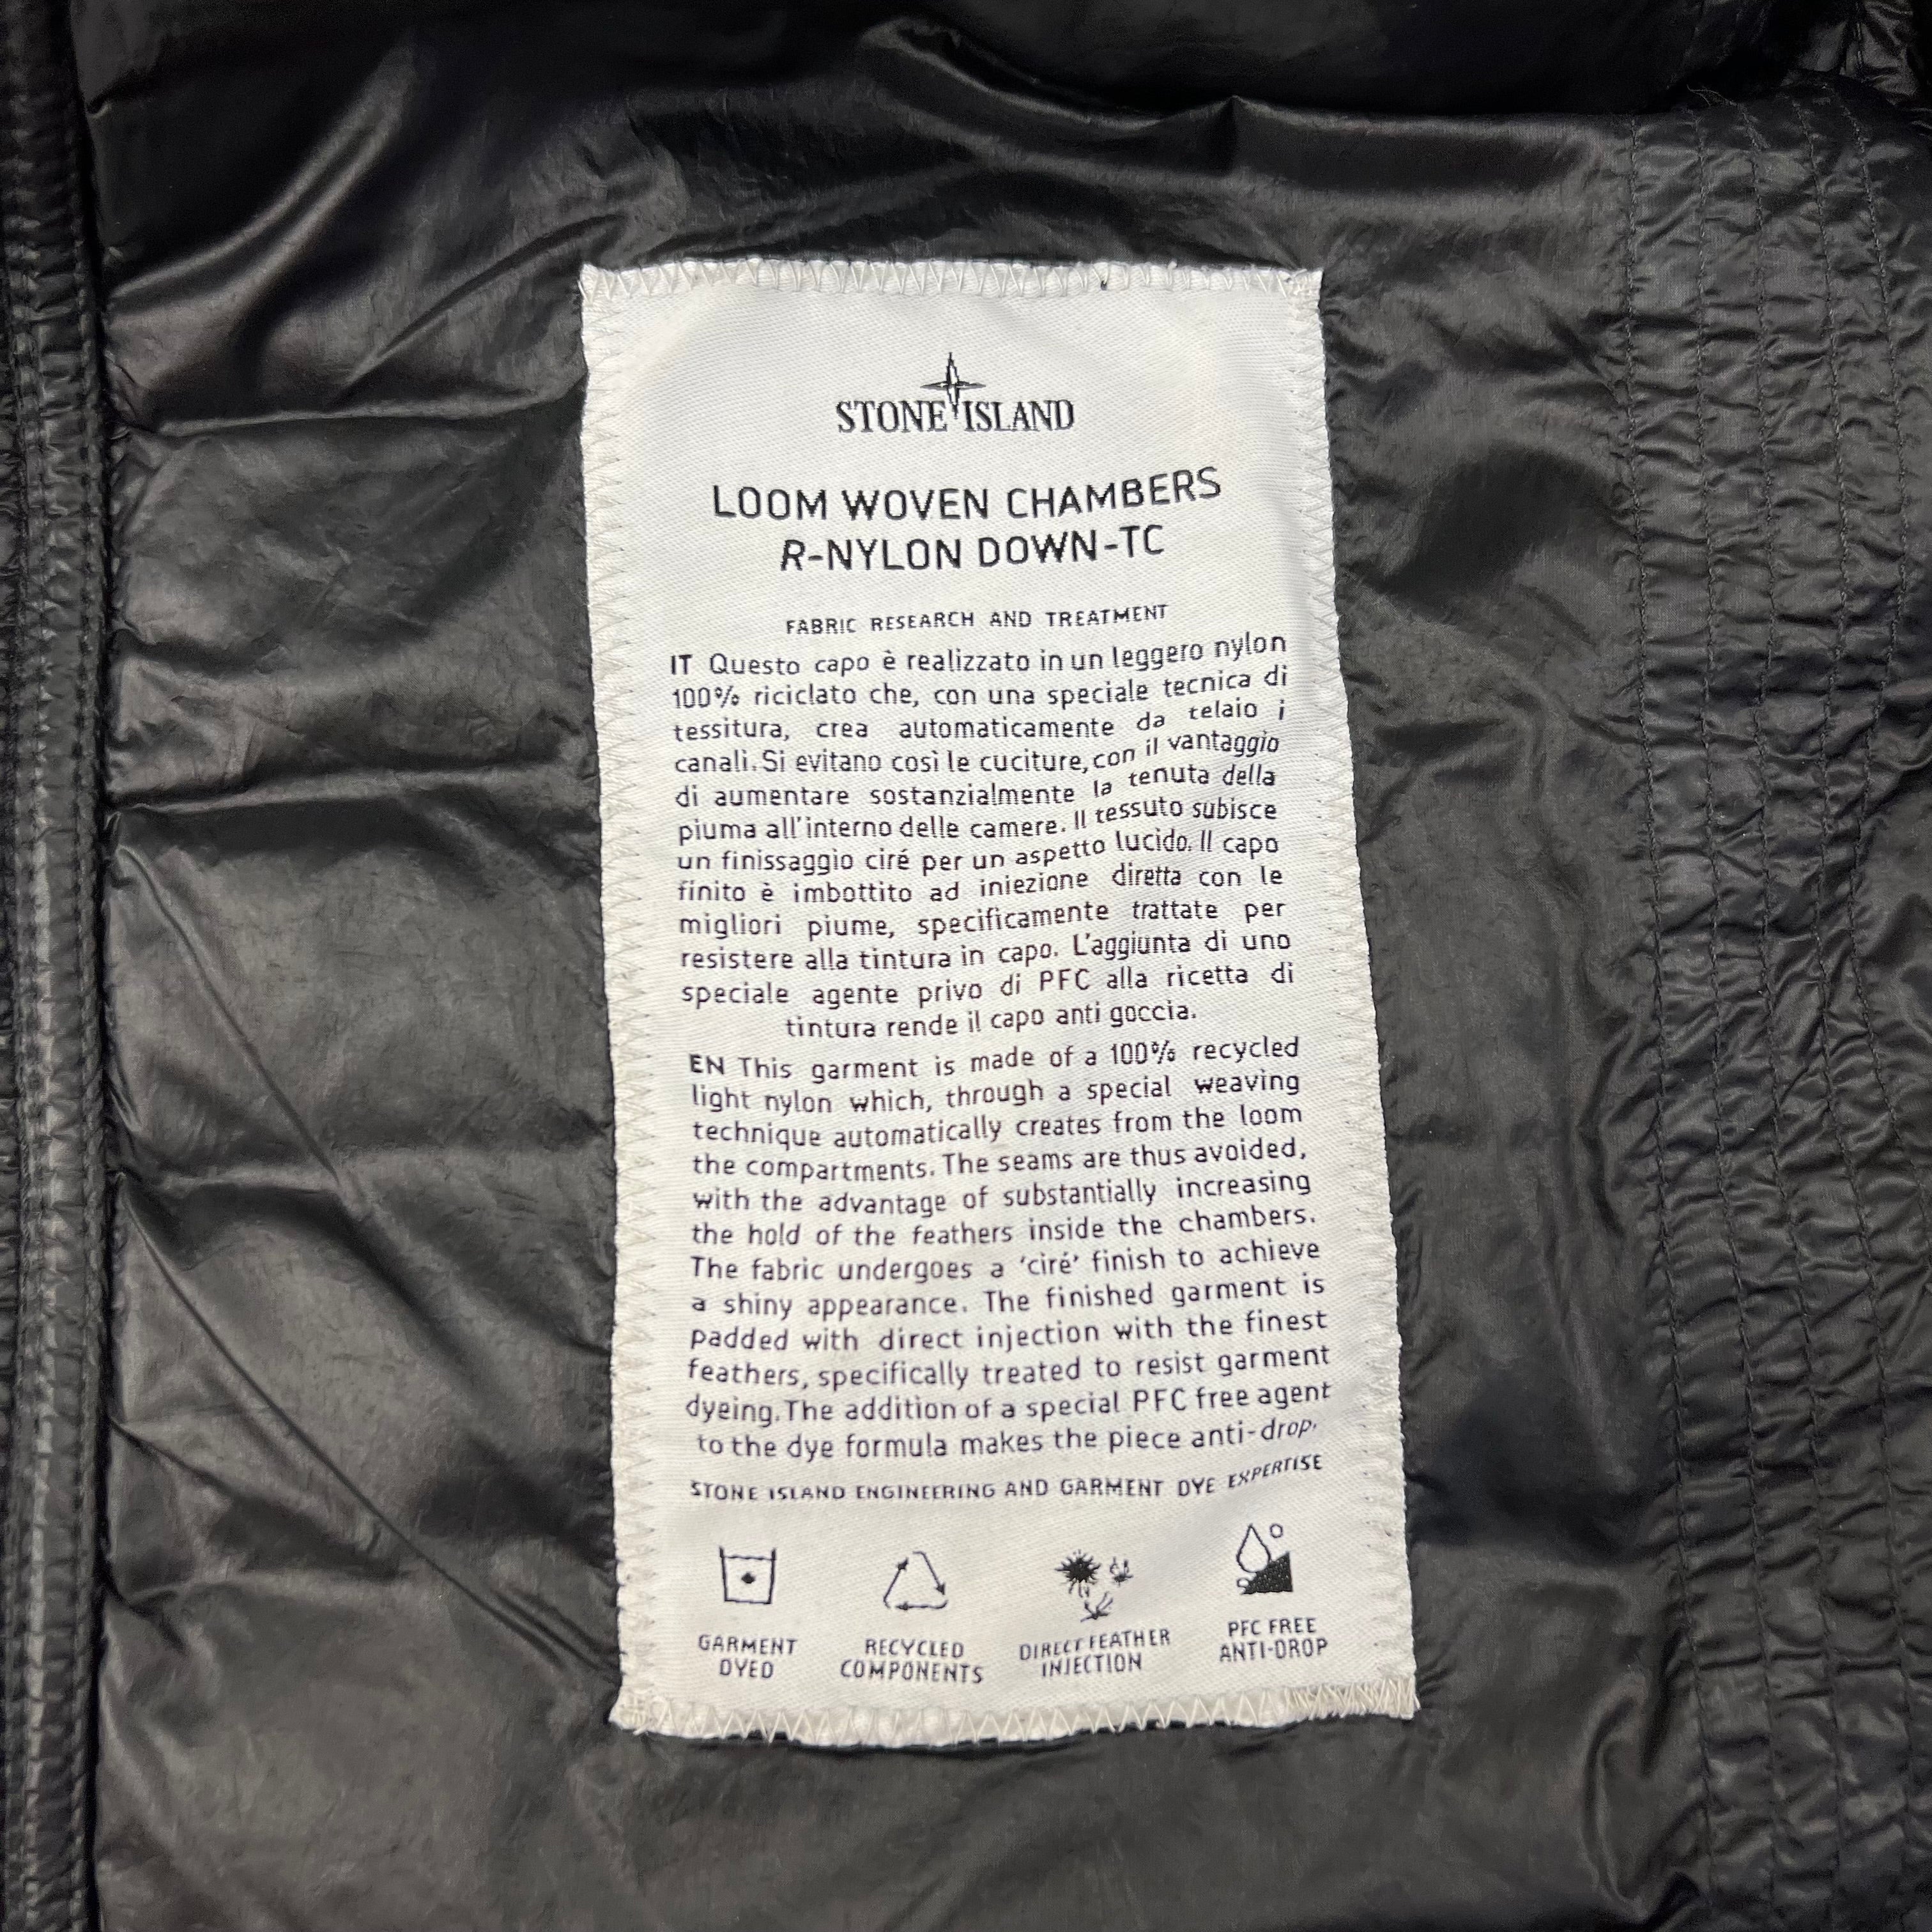 STONE ISLAND
LOOM WOVEN CHAMBERS
R-NYLON DOWN-TC
FABRIC RESEARCH AND TREATMENT
IT Questo capo è realizzato in un leggero nylon
100% riciclato che, con una speciale tecnica di
tessitura, crea automaticamente da telaio i
canali. Si evitano così le cuciture, con il vantaggio
di aumentare sostanzialmente la tenuta della
piuma all'interno delle camere. Il tessuto subisce
un finissaggio ciré per un aspetto lucido. Il capo
finito è imbottito ad iniezione diretta con le
migliori piume, specificamente trattate per
resistere alla tintura in capo. L'aggiunta di uno
speciale agente privo di PFC alla ricetta di
tintura rende il capo anti goccia.
EN This garment is made of a 100% recycled
light nylon which, through a special weaving
technique automatically creates from the loom
the compartments. The seams are thus avoided,
with the advantage of substantially increasing
the hold of the feathers inside the chambers.
The fabric undergoes a 'ciré' finish to achieve
a shiny appearance. The finished garment is
padded with direct injection with the finest
feathers, specifically treated to resist garment
dyeing. The addition of a special PFC free agent
to the dye formula makes the piece anti-drop.
STONE ISLAND ENGINEERING AND GARMENT DYE EXPERTISE
GARMENT
DYED
RECYCLED
COMPONENTS
DIRECT FEATHER
INJECTION
PFC FREE
ANTI-DROP